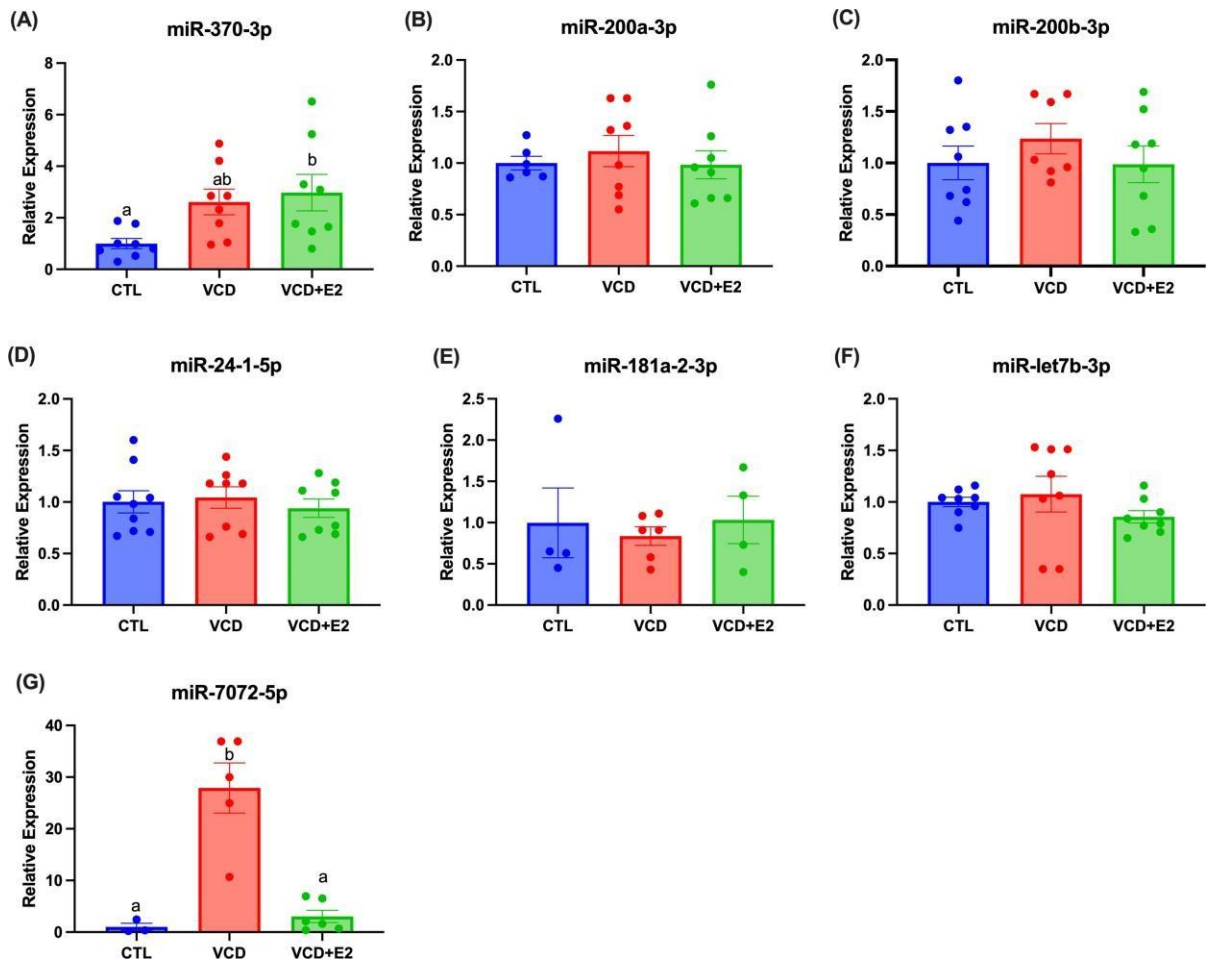 (A)
miR-370-3p
Relative Expression
8
6
4
2
0
a
ab
b
CTL
VCD
VCD+E2
(B)
miR-200a-3p
Relative Expression
2.0
1.5
1.0
0.5
0.0
CTL
VCD
VCD+E2
(C)
miR-200b-3p
Relative Expression
2.0
1.5
1.0
0.5
0.0
CTL
VCD
VCD+E2
(D)
miR-24-1-5p
Relative Expression
2.0
1.5
1.0
0.5
0.0
CTL
VCD
VCD+E2
(E)
miR-181a-2-3p
Relative Expression
2.5
2.0
1.5
1.0
0.5
0.0
CTL
VCD
VCD+E2
(F)
miR-let7b-3p
Relative Expression
2.0
1.5
1.0
0.5
0.0
CTL
VCD
VCD+E2
(G)
miR-7072-5p
Relative Expression
40
30
20
10
0
a
b
a
CTL
VCD
VCD+E2